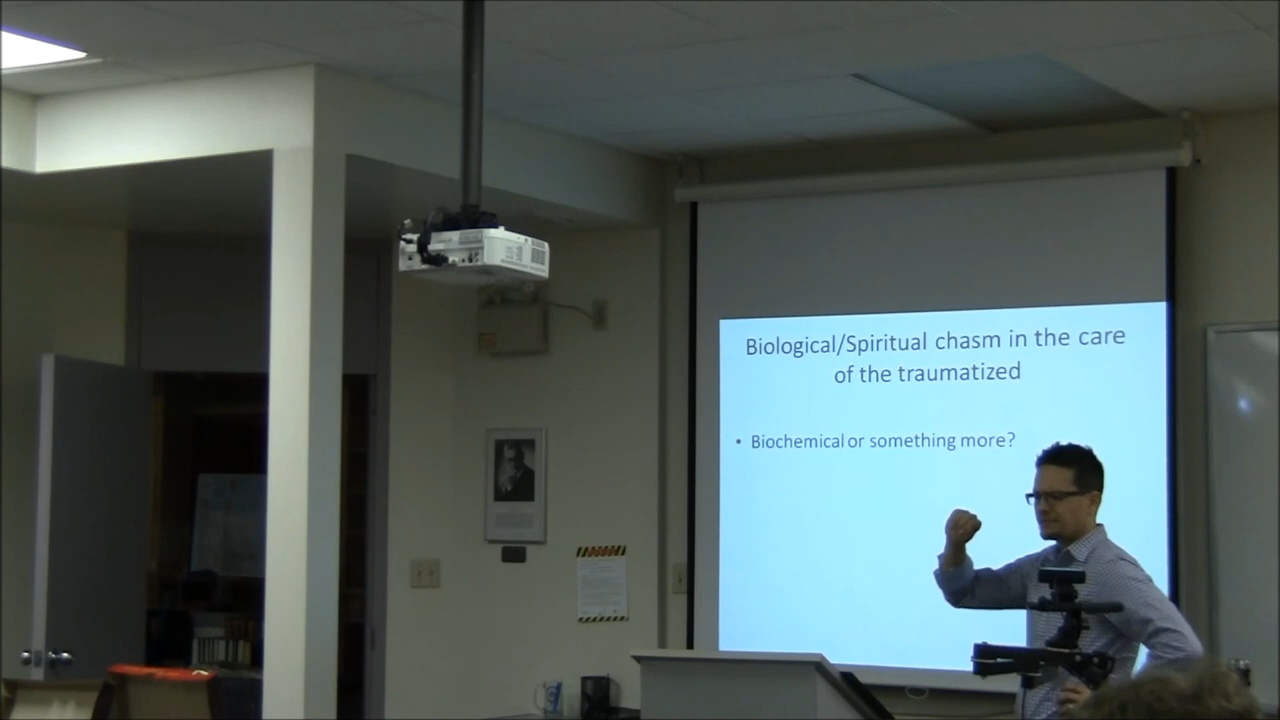 Biological/Spiritual chasm in the care
of the traumatized
• Biochemical or something more?